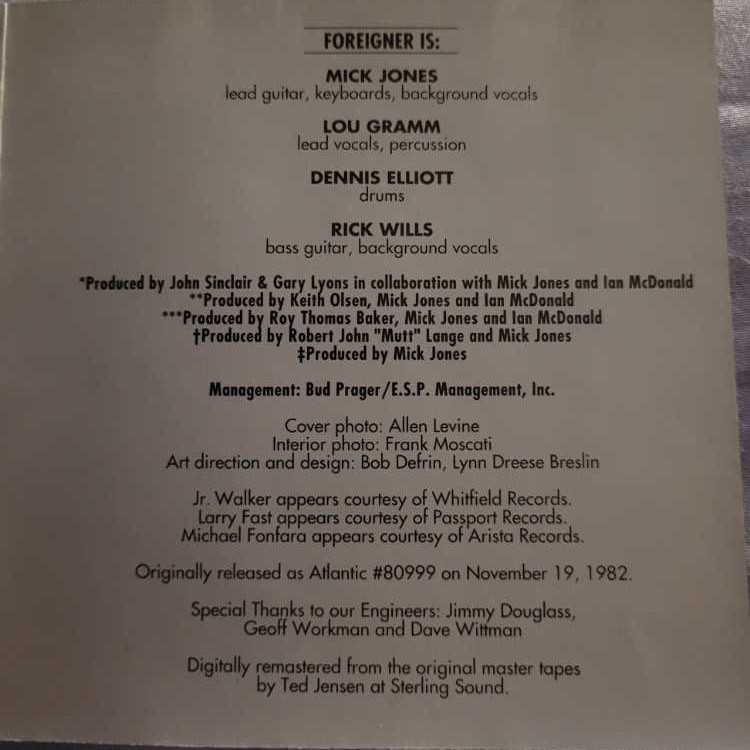 FOREIGNER IS:
MICK JONES
lead guitar, keyboards, background vocals
LOU GRAMM
lead vocals, percussion
DENNIS ELLIOTT
drums
RICK WILLS
bass guitar, background vocals
*Produced by John Sinclair & Gary Lyons in collaboration with Mick Jones and Ian McDonald
**Produced by Keith Olsen, Mick Jones and Ian McDonald
***Produced by Roy Thomas Baker, Mick Jones and Ian McDonald
†Produced by Robert John "Mutt" Lange and Mick Jones
‡Produced by Mick Jones
Management: Bud Prager/E.S.P. Management, Inc.
Cover photo: Allen Levine
Interior photo: Frank Moscati
Art direction and design: Bob Defrin, Lynn Dreese Breslin
Jr. Walker appears courtesy of Whitfield Records.
Larry Fast appears courtesy of Passport Records.
Michael Fonfara appears courtesy of Arista Records.
Originally released as Atlantic #80999 on November 19, 1982.
Special Thanks to our Engineers: Jimmy Douglass,
Geoff Workman and Dave Wittman
Digitally remastered from the original master tapes
by Ted Jensen at Sterling Sound.